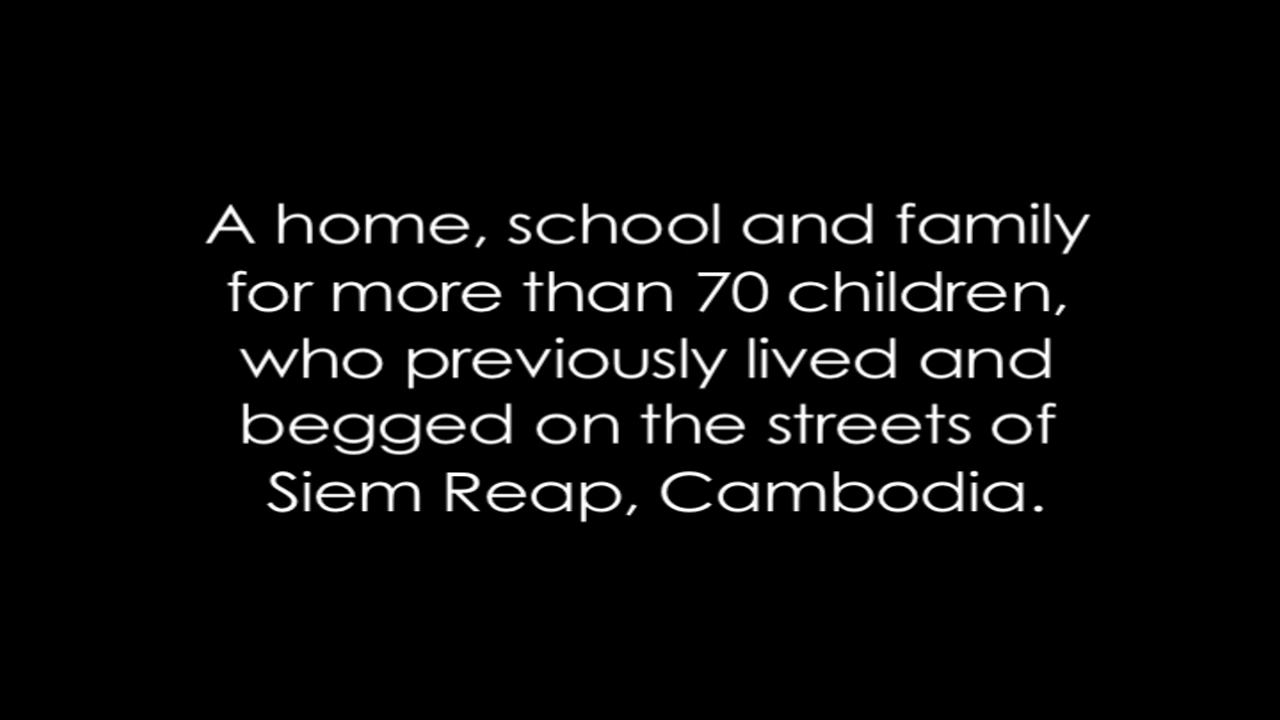 A home, school and family
for more than 70 children,
who previously lived and
begged on the streets of
Siem Reap, Cambodia.